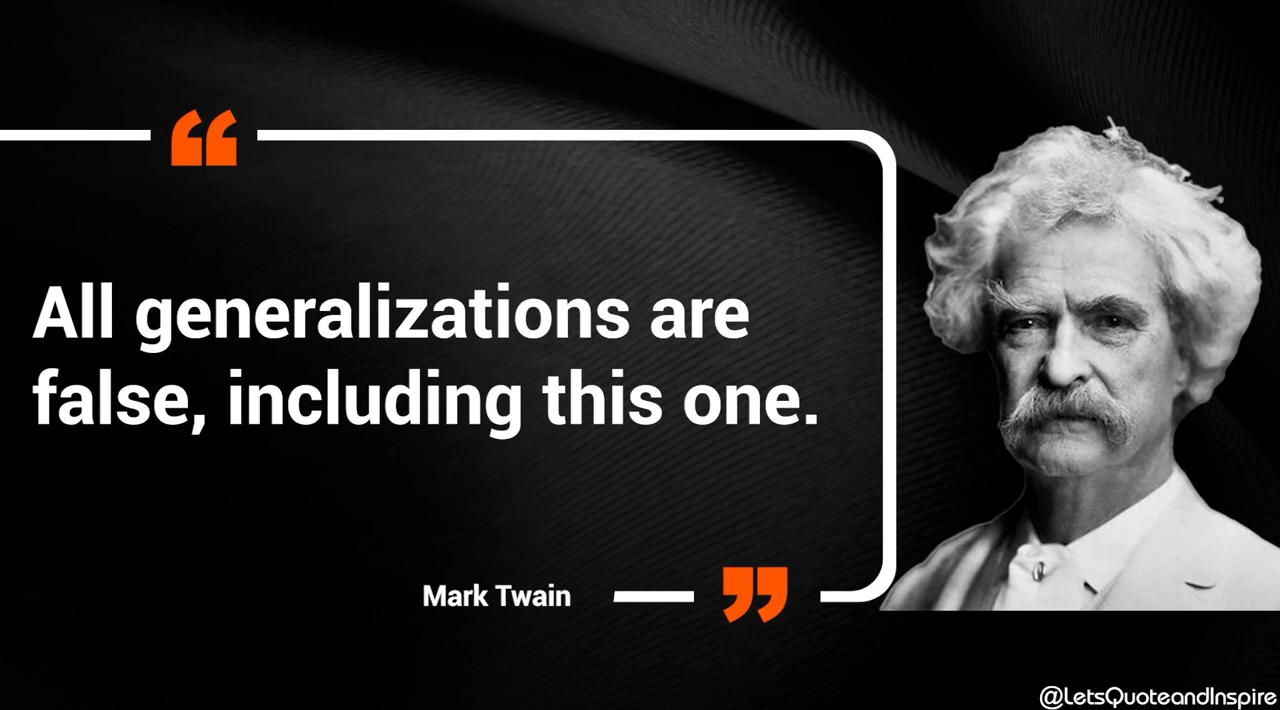 All generalizations are
false, including this one.
Mark Twain
@LetsQuoteandInspire